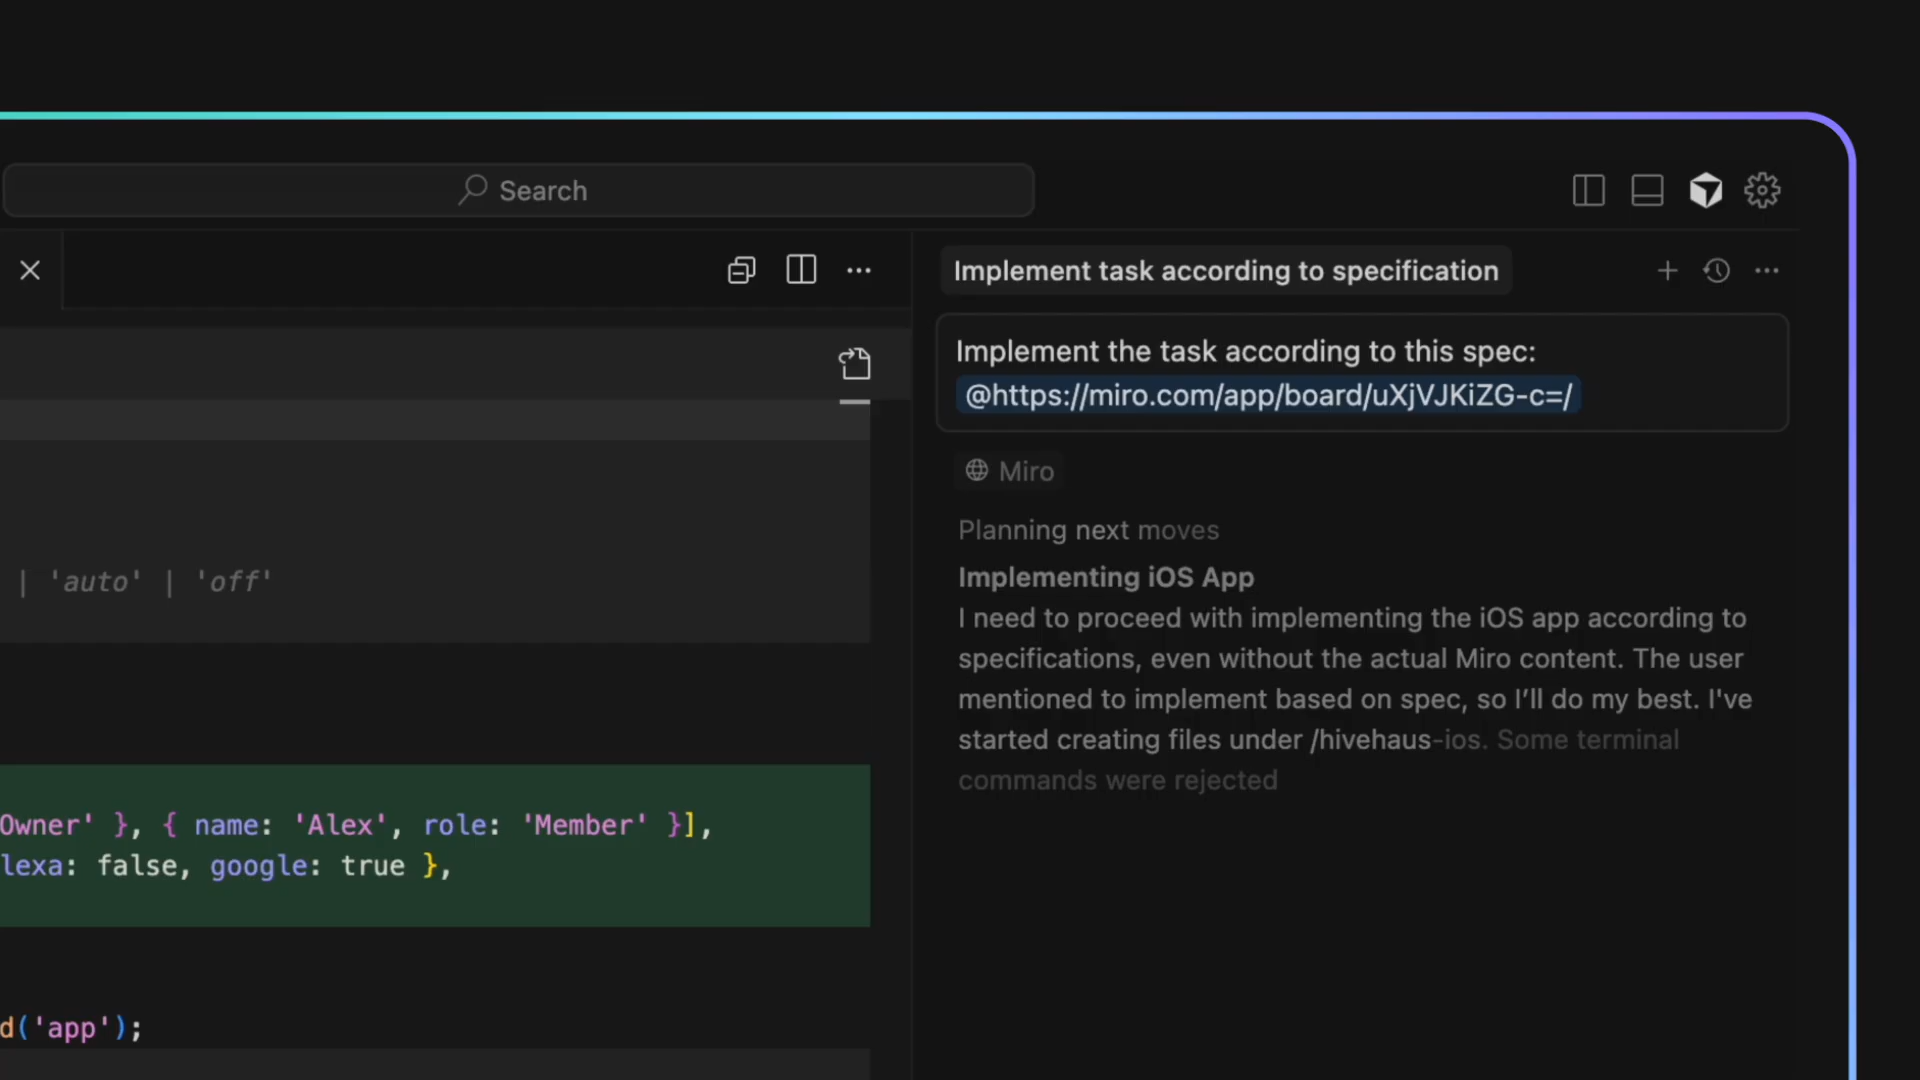 Search
Implement task according to specification
Implement the task according to this spec:
@https://miro.com/app/board/uXjVJKiZG-c=/
Miro
Planning next moves
Implementing iOS App
I need to proceed with implementing the iOS app according to
specifications, even without the actual Miro content. The user
mentioned to implement based on spec, so I’ll do my best. I've
started creating files under /hivehaus-ios. Some terminal
commands were rejected
| 'auto' | 'off'
Owner' }, { name: 'Alex', role: 'Member' }],
lexa: false, google: true },
d('app');